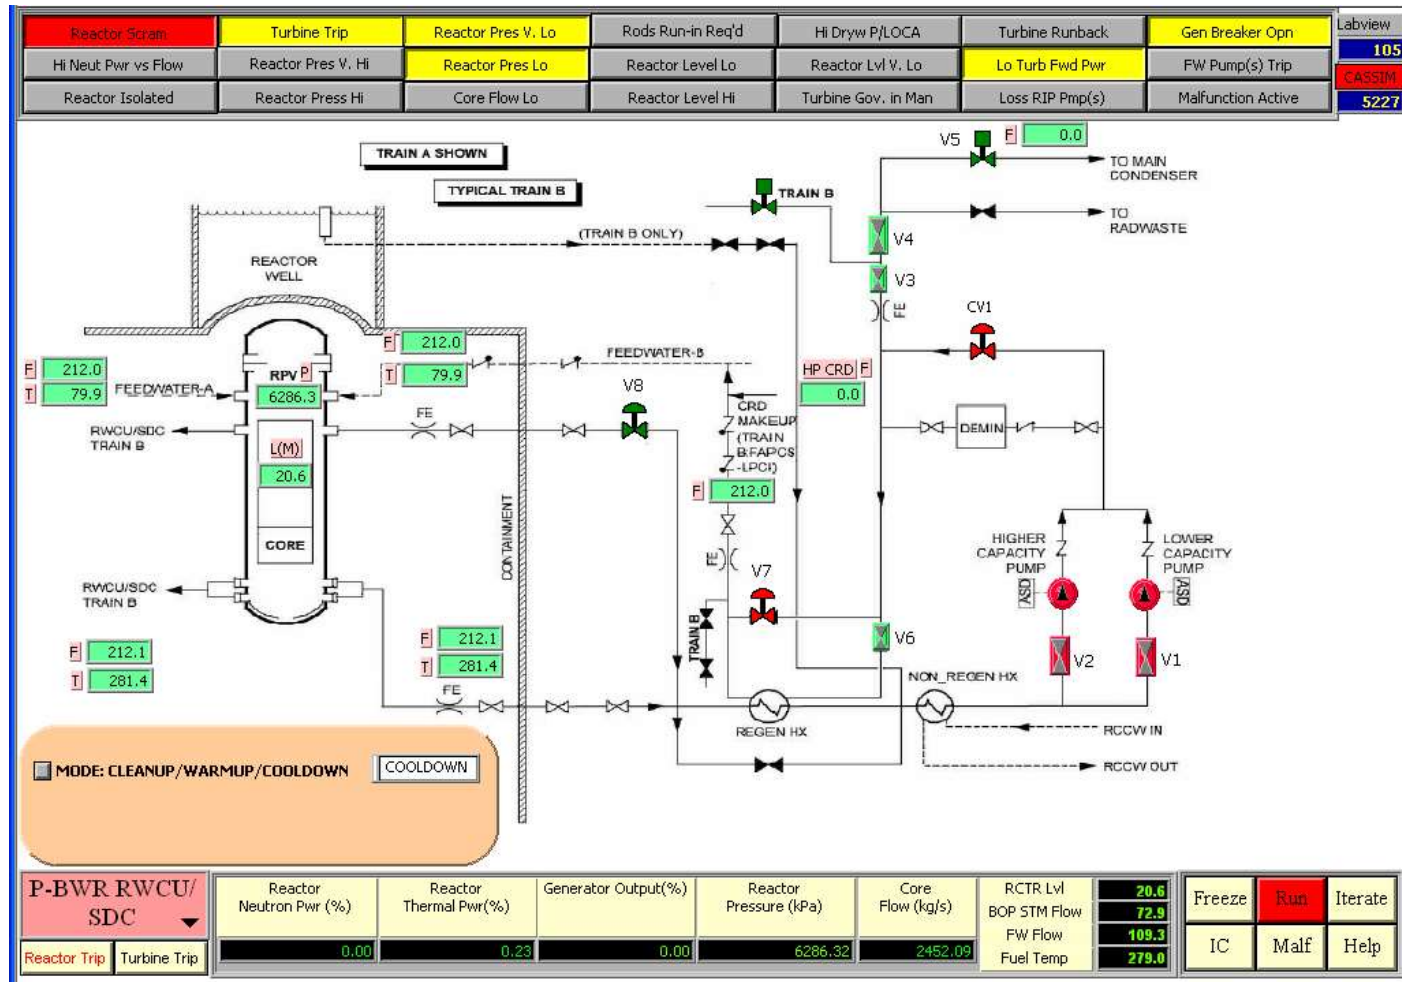 Reactor Scram
Turbine Trip
Reactor Pres V. Lo
Rods Run-in Req'd
Hi Dryw P/LOCA
Turbine Runback
Gen Breaker Opn
Labview
105
Hi Neut Pwr vs Flow
Reactor Pres V. Hi
Reactor Pres Lo
Reactor Level Lo
Reactor Lvl V. Lo
Lo Turb Fwd Pwr
FW Pump(s) Trip
CASSIM
Reactor Isolated
Reactor Press Hi
Core Flow Lo
Reactor Level Hi
Turbine Gov. in Man
Loss RIP Pmp(s)
Malfunction Active
5227
TRAIN A SHOWN
TYPICAL TRAIN B
V5
F 0.0
TO MAIN
CONDENSER
TRAIN B
TO
RADWASTE
(TRAIN B ONLY)
V4
V3
FE
REACTOR
WELL
CV1
F 212.0
T 79.9
FEEDWATER-B
F 212.0
T 79.9
FEEDWATER-A
RPV P
6286.3
V8
HP CRD F
0.0
CRD
MAKEUP
(TRAIN
B:FAPCS
-LPCI)
FE
RWCU/SDC
TRAIN B
DEMIN
L(M)
20.6
F 212.0
CORE
CONTAINMENT
HIGHER
CAPACITY
PUMP
LOWER
CAPACITY
PUMP
FE
V7
ASD
RWCU/SDC
TRAIN B
TRAIN B
V6
V2
V1
F 212.1
T 281.4
F 212.1
T 281.4
FE
NON_REGEN HX
REGEN HX
RCCW IN
RCCW OUT
MODE: CLEANUP/WARMUP/COOLDOWN
COOLDOWN
P-BWR RWCU/
SDC
Reactor Trip
Turbine Trip
Reactor
Neutron Pwr (%)
0.00
Reactor
Thermal Pwr(%)
0.23
Generator Output(%)
0.00
Reactor
Pressure (kPa)
6286.32
Core
Flow (kg/s)
2452.09
RCTR Lvl 20.6
BOP STM Flow 72.9
FW Flow 109.3
Fuel Temp 279.0
Freeze
Run
Iterate
IC
Malf
Help